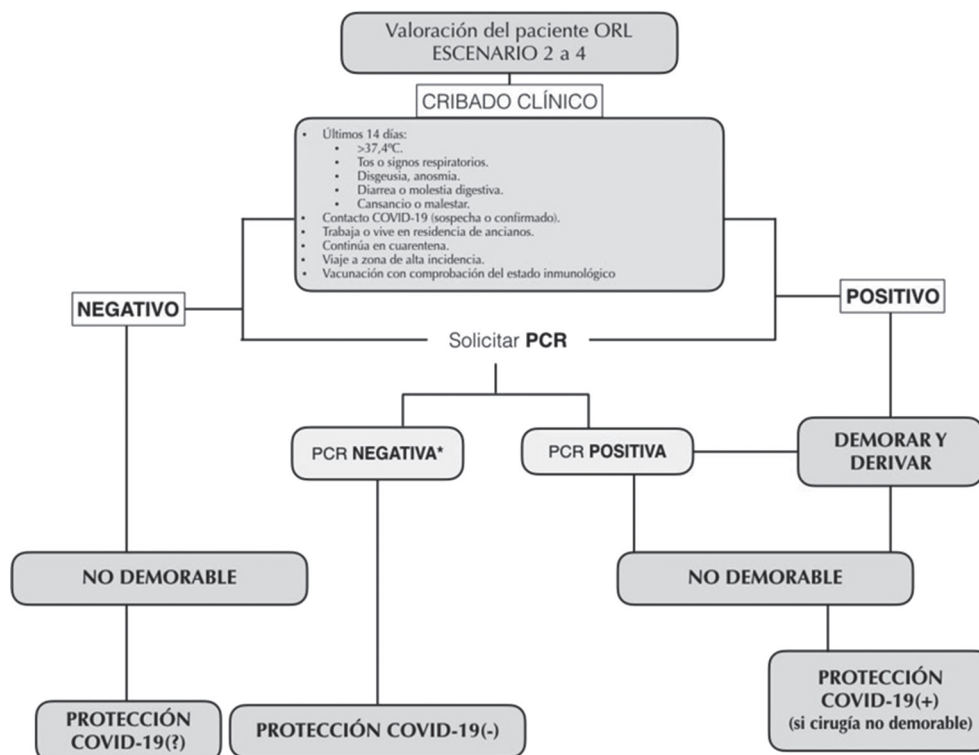 Valoración del paciente ORL
ESCENARIO 2 a 4
CRIBADO CLÍNICO
• Últimos 14 días:
• >37,4ºC.
• Tos o signos respiratorios.
• Disgeusia, anosmia.
• Diarrea o molestia digestiva.
• Cansancio o malestar.
• Contacto COVID-19 (sospecha o confirmado).
• Trabaja o vive en residencia de ancianos.
• Continúa en cuarentena.
• Viaje a zona de alta incidencia.
• Vacunación con comprobación del estado inmunológico
NEGATIVO
POSITIVO
Solicitar PCR
PCR NEGATIVA*
PCR POSITIVA
DEMORAR Y
DERIVAR
NO DEMORABLE
NO DEMORABLE
PROTECCIÓN
COVID-19(?)
PROTECCIÓN COVID-19(-)
PROTECCIÓN
COVID-19(+)
(si cirugía no demorable)